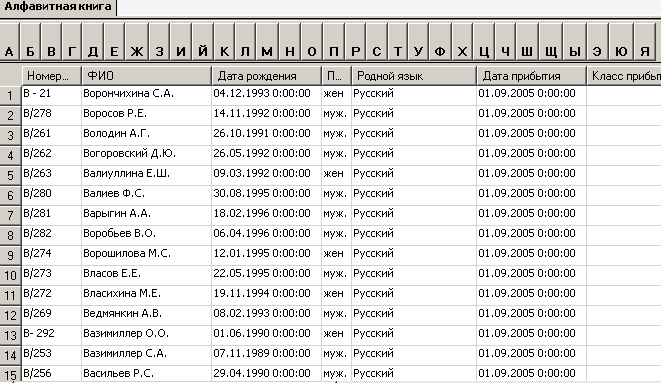 Алфавитная книга
А Б В Г Д Е Ж З И Й К Л М Н О П Р С Т У Ф Х Ц Ч Ш Щ Ы Э Ю Я
Номер... ФИО Дата рождения П... Родной язык Дата прибытия Класс прибыт
1 В - 21 Ворончихина С.А. 04.12.1993 0:00:00 жен Русский 01.09.2005 0:00:00
2 В/278 Воросов Р.Е. 14.11.1992 0:00:00 муж. Русский 01.09.2005 0:00:00
3 В/261 Володин А.Г. 26.10.1991 0:00:00 муж. Русский 01.09.2005 0:00:00
4 В/262 Вогоровский Д.Ю. 26.05.1992 0:00:00 муж. Русский 01.09.2005 0:00:00
5 В/263 Валиуллина Е.Ш. 09.03.1992 0:00:00 жен Русский 01.09.2005 0:00:00
6 В/280 Валиев Ф.С. 30.08.1995 0:00:00 муж. Русский 01.09.2005 0:00:00
7 В/281 Варыгин А.А. 18.02.1996 0:00:00 муж. Русский 01.09.2005 0:00:00
8 В/282 Воробьев В.О. 06.04.1996 0:00:00 муж. Русский 01.09.2005 0:00:00
9 В/274 Ворошилова М.С. 12.01.1995 0:00:00 жен Русский 01.09.2005 0:00:00
10 В/273 Власов Е.Е. 22.05.1995 0:00:00 муж. Русский 01.09.2005 0:00:00
11 В/272 Власихина М.Е. 19.11.1994 0:00:00 жен Русский 01.09.2005 0:00:00
12 В/269 Ведмянкин А.В. 08.02.1993 0:00:00 муж. Русский 01.09.2005 0:00:00
13 В- 292 Вазимиллер О.О. 01.06.1990 0:00:00 жен Русский 01.09.2005 0:00:00
14 В/253 Вазимиллер С.А. 07.11.1989 0:00:00 муж. Русский 01.09.2005 0:00:00
15 В/256 Васильев Р.С. 29.04.1990 0:00:00 муж. Русский 01.09.2005 0:00:00